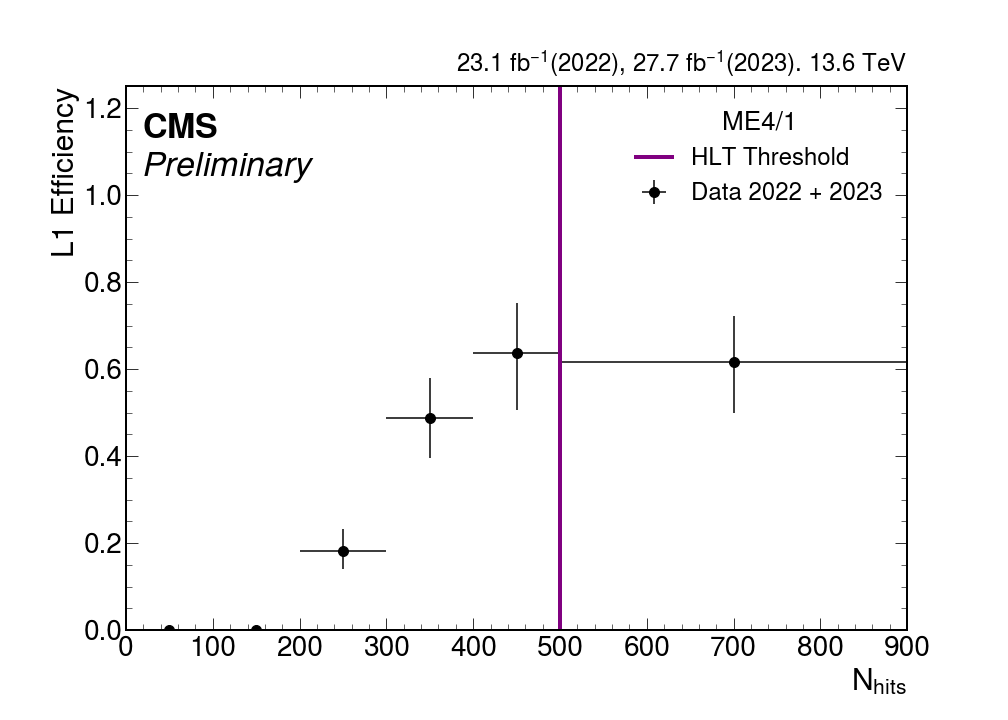 23.1 fb⁻¹(2022), 27.7 fb⁻¹(2023). 13.6 TeV
CMS
Preliminary
ME4/1
HLT Threshold
Data 2022 + 2023
L1 Efficiency
1.2
1.0
0.8
0.6
0.4
0.2
0.0
0 100 200 300 400 500 600 700 800 900
N_hits